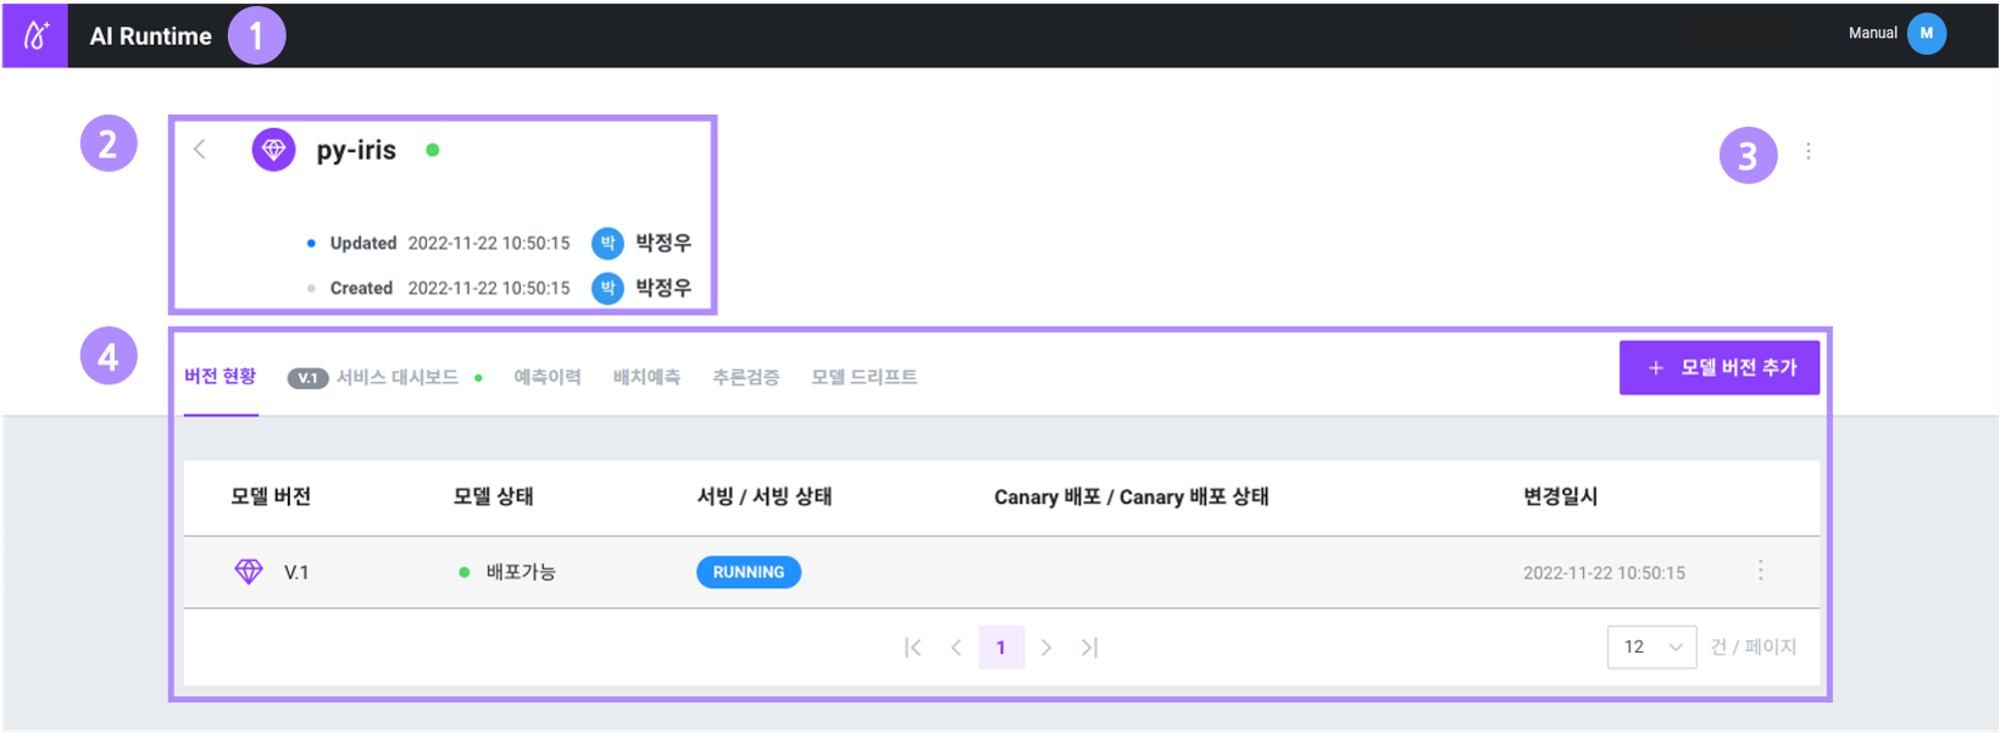 AI Runtime 1 Manual M
2 py-iris 3
Updated 2022-11-22 10:50:15 박 박정우
Created 2022-11-22 10:50:15 박 박정우
4
버전 현황 V.1 서비스 대시보드 예측이력 배치예측 추론검증 모델 드리프트 + 모델 버전 추가
모델 버전 모델 상태 서빙 / 서빙 상태 Canary 배포 / Canary 배포 상태 변경일시
V.1 배포가능 RUNNING 2022-11-22 10:50:15
1 12 건 / 페이지